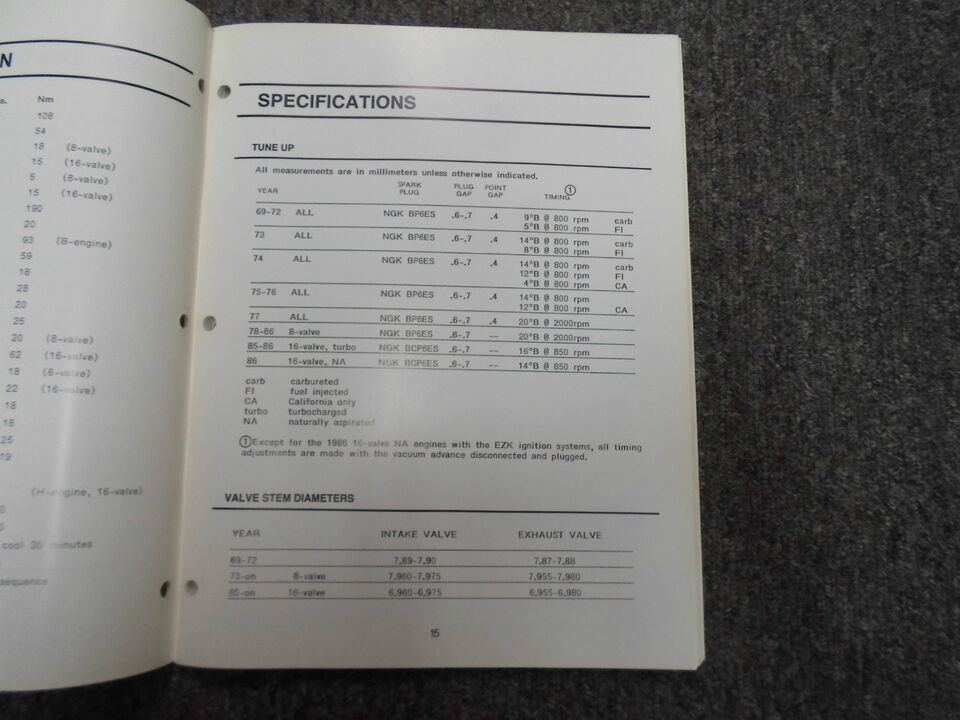 N
s. Nm
108
54
18 (8-valve)
15 (16-valve)
5 (8-valve)
15 (16-valve)
190
20
93 (B-engine)
59
18
28
20
25
20 (8-valve)
62 (16-valve)
18 (8-valve)
22 (16-valve)
18
18
25
19
(H-engine, 16-valve)
0
0
cool 30 minutes
sequence
SPECIFICATIONS
TUNE UP
All measurements are in millimeters unless otherwise indicated.
YEAR SPARK PLUG PLUG GAP POINT GAP TIMING ①
69-72 ALL NGK BP6ES .6-.7 .4 9°B @ 800 rpm carb
5°B @ 800 rpm FI
73 ALL NGK BP6ES .6-.7 .4 14°B @ 800 rpm carb
8°B @ 800 rpm FI
74 ALL NGK BP6ES .6-.7 .4 14°B @ 800 rpm carb
12°B @ 800 rpm FI
4°B @ 800 rpm CA
75-76 ALL NGK BP6ES .6-.7 .4 14°B @ 800 rpm
12°B @ 800 rpm CA
77 ALL NGK BP6ES .6-.7 .4 20°B @ 2000rpm
78-86 8-valve NGK BP6ES .6-.7 -- 20°B @ 2000rpm
85-86 16-valve, turbo NGK BCP6ES .6-.7 -- 16°B @ 850 rpm
86 16-valve, NA NGK BCP6ES .6-.7 -- 14°B @ 850 rpm
carb carbureted
FI fuel injected
CA California only
turbo turbocharged
NA naturally aspirated
①Except for the 1986 16-valve NA engines with the EZK ignition systems, all timing
adjustments are made with the vacuum advance disconnected and plugged.
VALVE STEM DIAMETERS
YEAR INTAKE VALVE EXHAUST VALVE
69-72 7.89-7.90 7.87-7.88
73-on 8-valve 7.960-7.975 7.955-7.980
85-on 16-valve 6.960-6.975 6.955-6.980
15